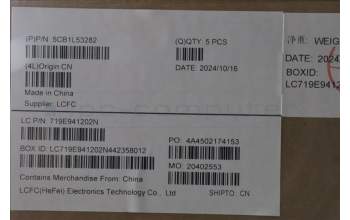 (P)P/N: 5CB1L53282
(Q)QTY: 5 PCS
(4L)Origin CN
DATE: 2024/10/16
Made in China
Supplier: LCFC
净重: WEIG
DATE: 2024
BOXID:
LC719E941
LC P/N: 719E941202N
PO: 4A4502174153
BOX ID: LC719E941202N442358012
MO: 20402553
Contains Merchandise From: China
LCFC(HeFei) Electronics Technology Co., Ltd
SHIPTO: CN